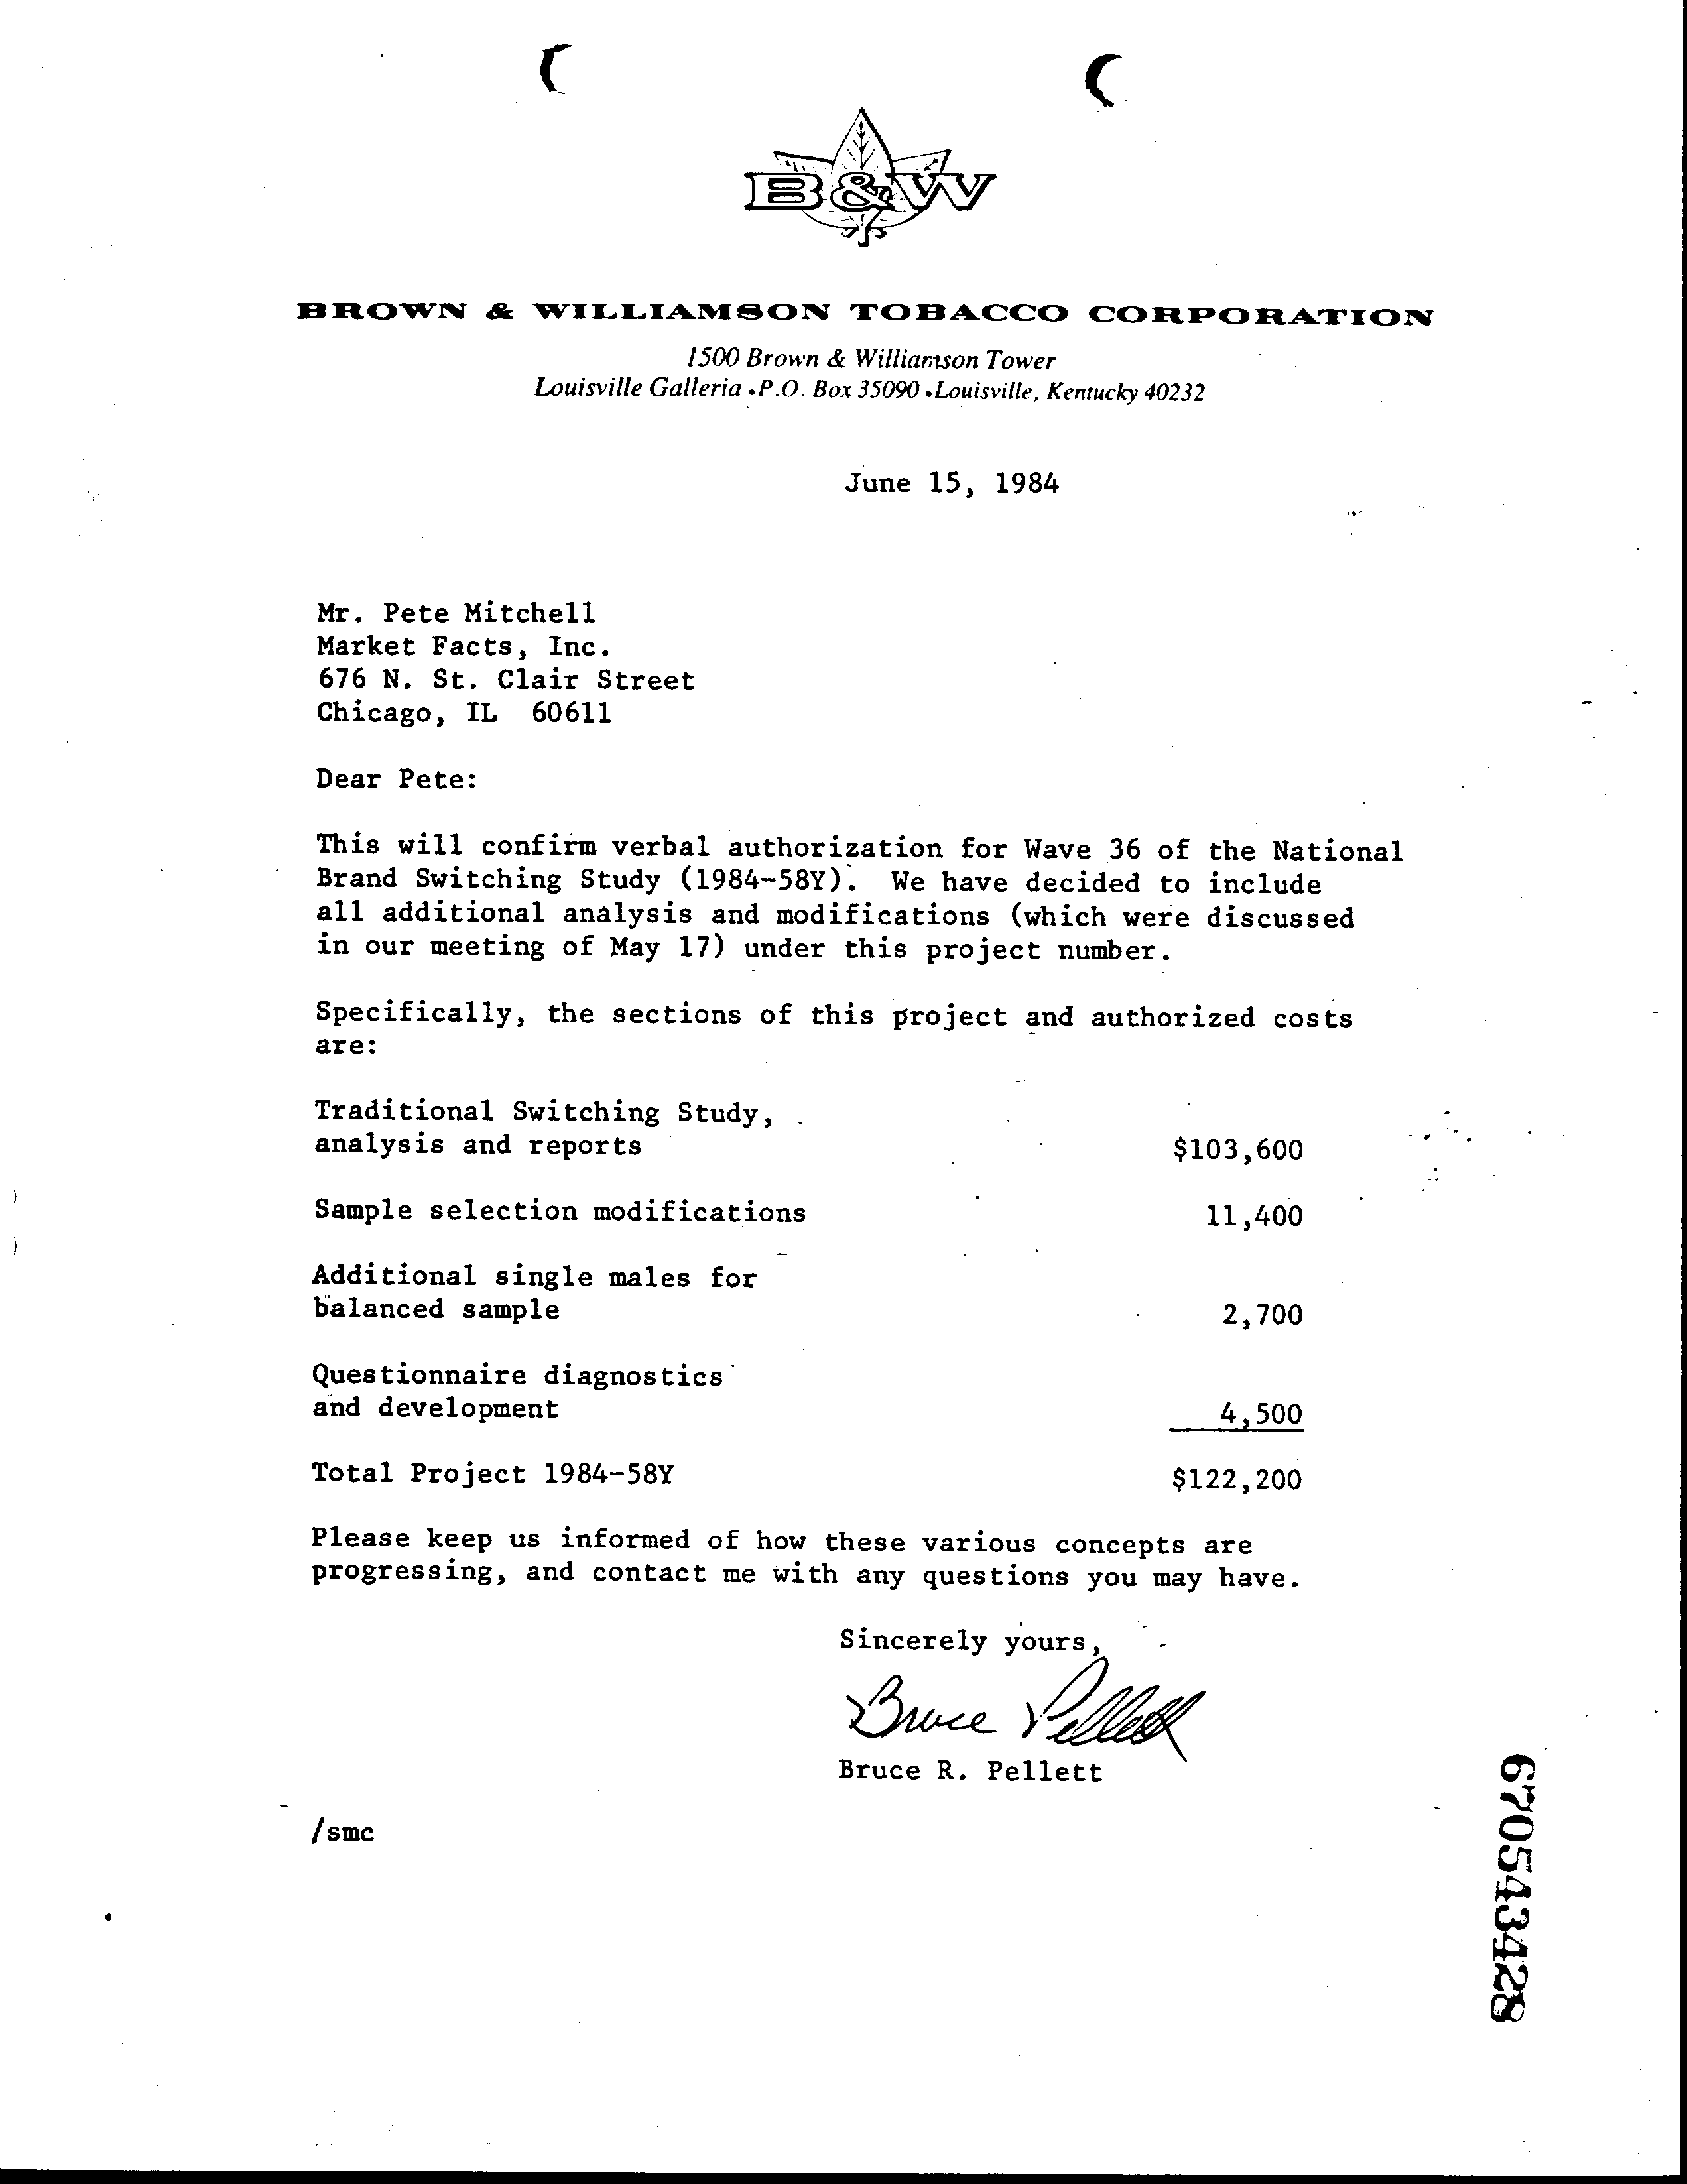 B&W
BROWN & WILLIAMSON TOBACCO CORPORATION
1500 Brown & Williamson Tower
Louisville Galleria • P.O. Box 35090 • Louisville, Kentucky 40232
June 15, 1984
Mr. Pete Mitchell
Market Facts, Inc.
676 N. St. Clair Street
Chicago, IL 60611
Dear Pete:
This will confirm verbal authorization for Wave 36 of the National
Brand Switching Study (1984-58Y). We have decided to include
all additional analysis and modifications (which were discussed
in our meeting of May 17) under this project number.
Specifically, the sections of this project and authorized costs
are:
Traditional Switching Study,
analysis and reports $103,600
Sample selection modifications 11,400
Additional single males for
balanced sample 2,700
Questionnaire diagnostics
and development 4,500
Total Project 1984-58Y $122,200
Please keep us informed of how these various concepts are
progressing, and contact me with any questions you may have.
Sincerely yours,
Bruce Pellett
Bruce R. Pellett
/smc
670543428